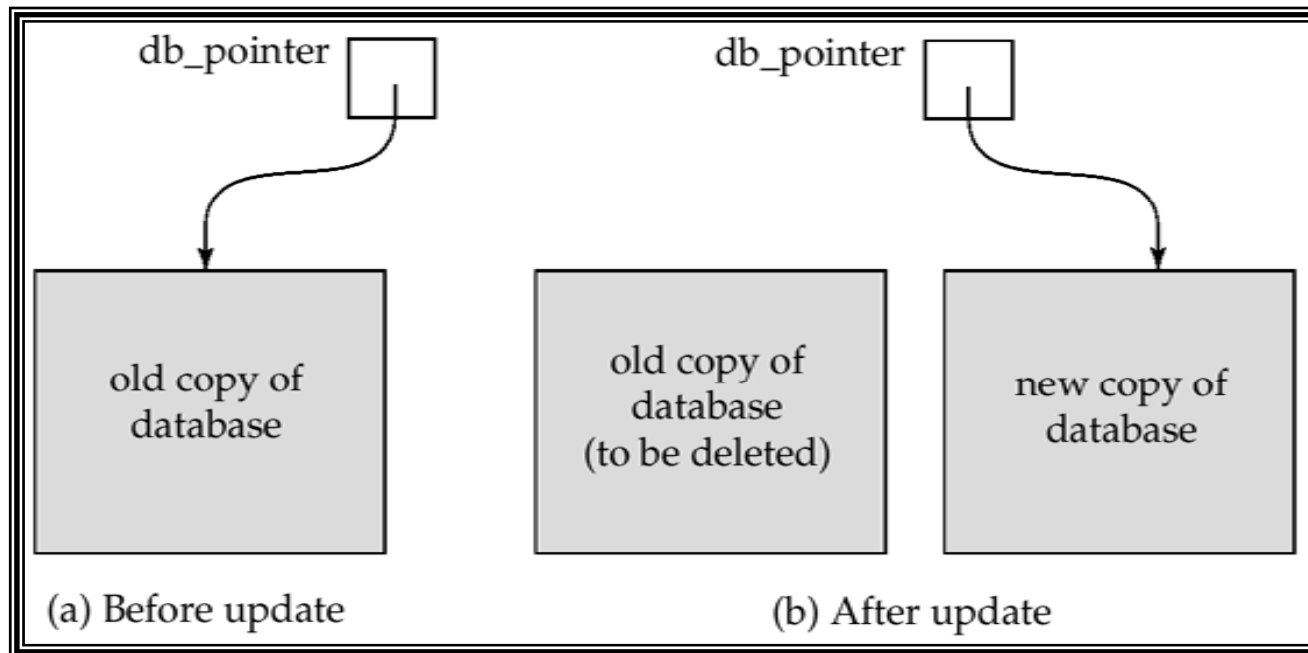 db_pointer
old copy of
database
(a) Before update
db_pointer
old copy of
database
(to be deleted)
new copy of
database
(b) After update